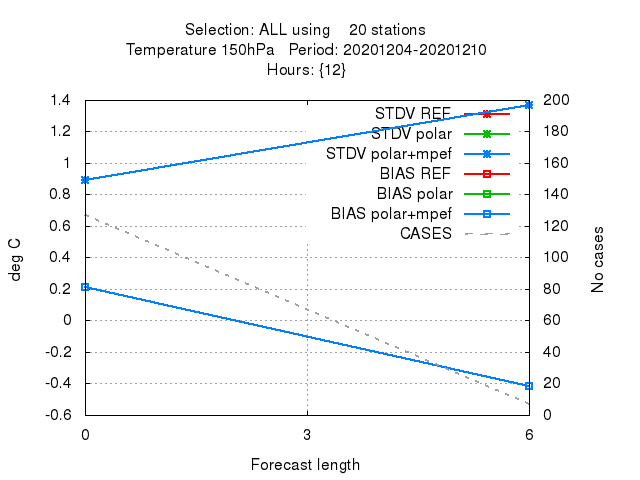 Selection: ALL using    20 stations
Temperature 150hPa   Period: 20201204-20201210
Hours: {12}
1.4
1.2
1
0.8
0.6
0.4
0.2
0
-0.2
-0.4
-0.6
deg C
STDV REF
STDV polar
STDV polar+mpef
BIAS REF
BIAS polar
BIAS polar+mpef
CASES
200
180
160
140
120
100
80
60
40
20
0
No cases
0
3
6
Forecast length